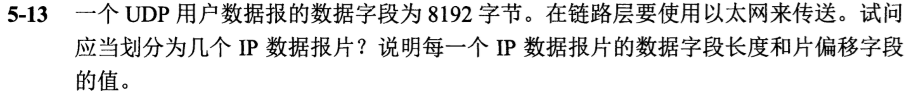 5-13 一个 UDP 用户数据报的数据字段为 8192 字节。在链路层要使用以太网来传送。试问
应当划分为几个 IP 数据报片？说明每一个 IP 数据报片的数据字段长度和片偏移字段
的值。